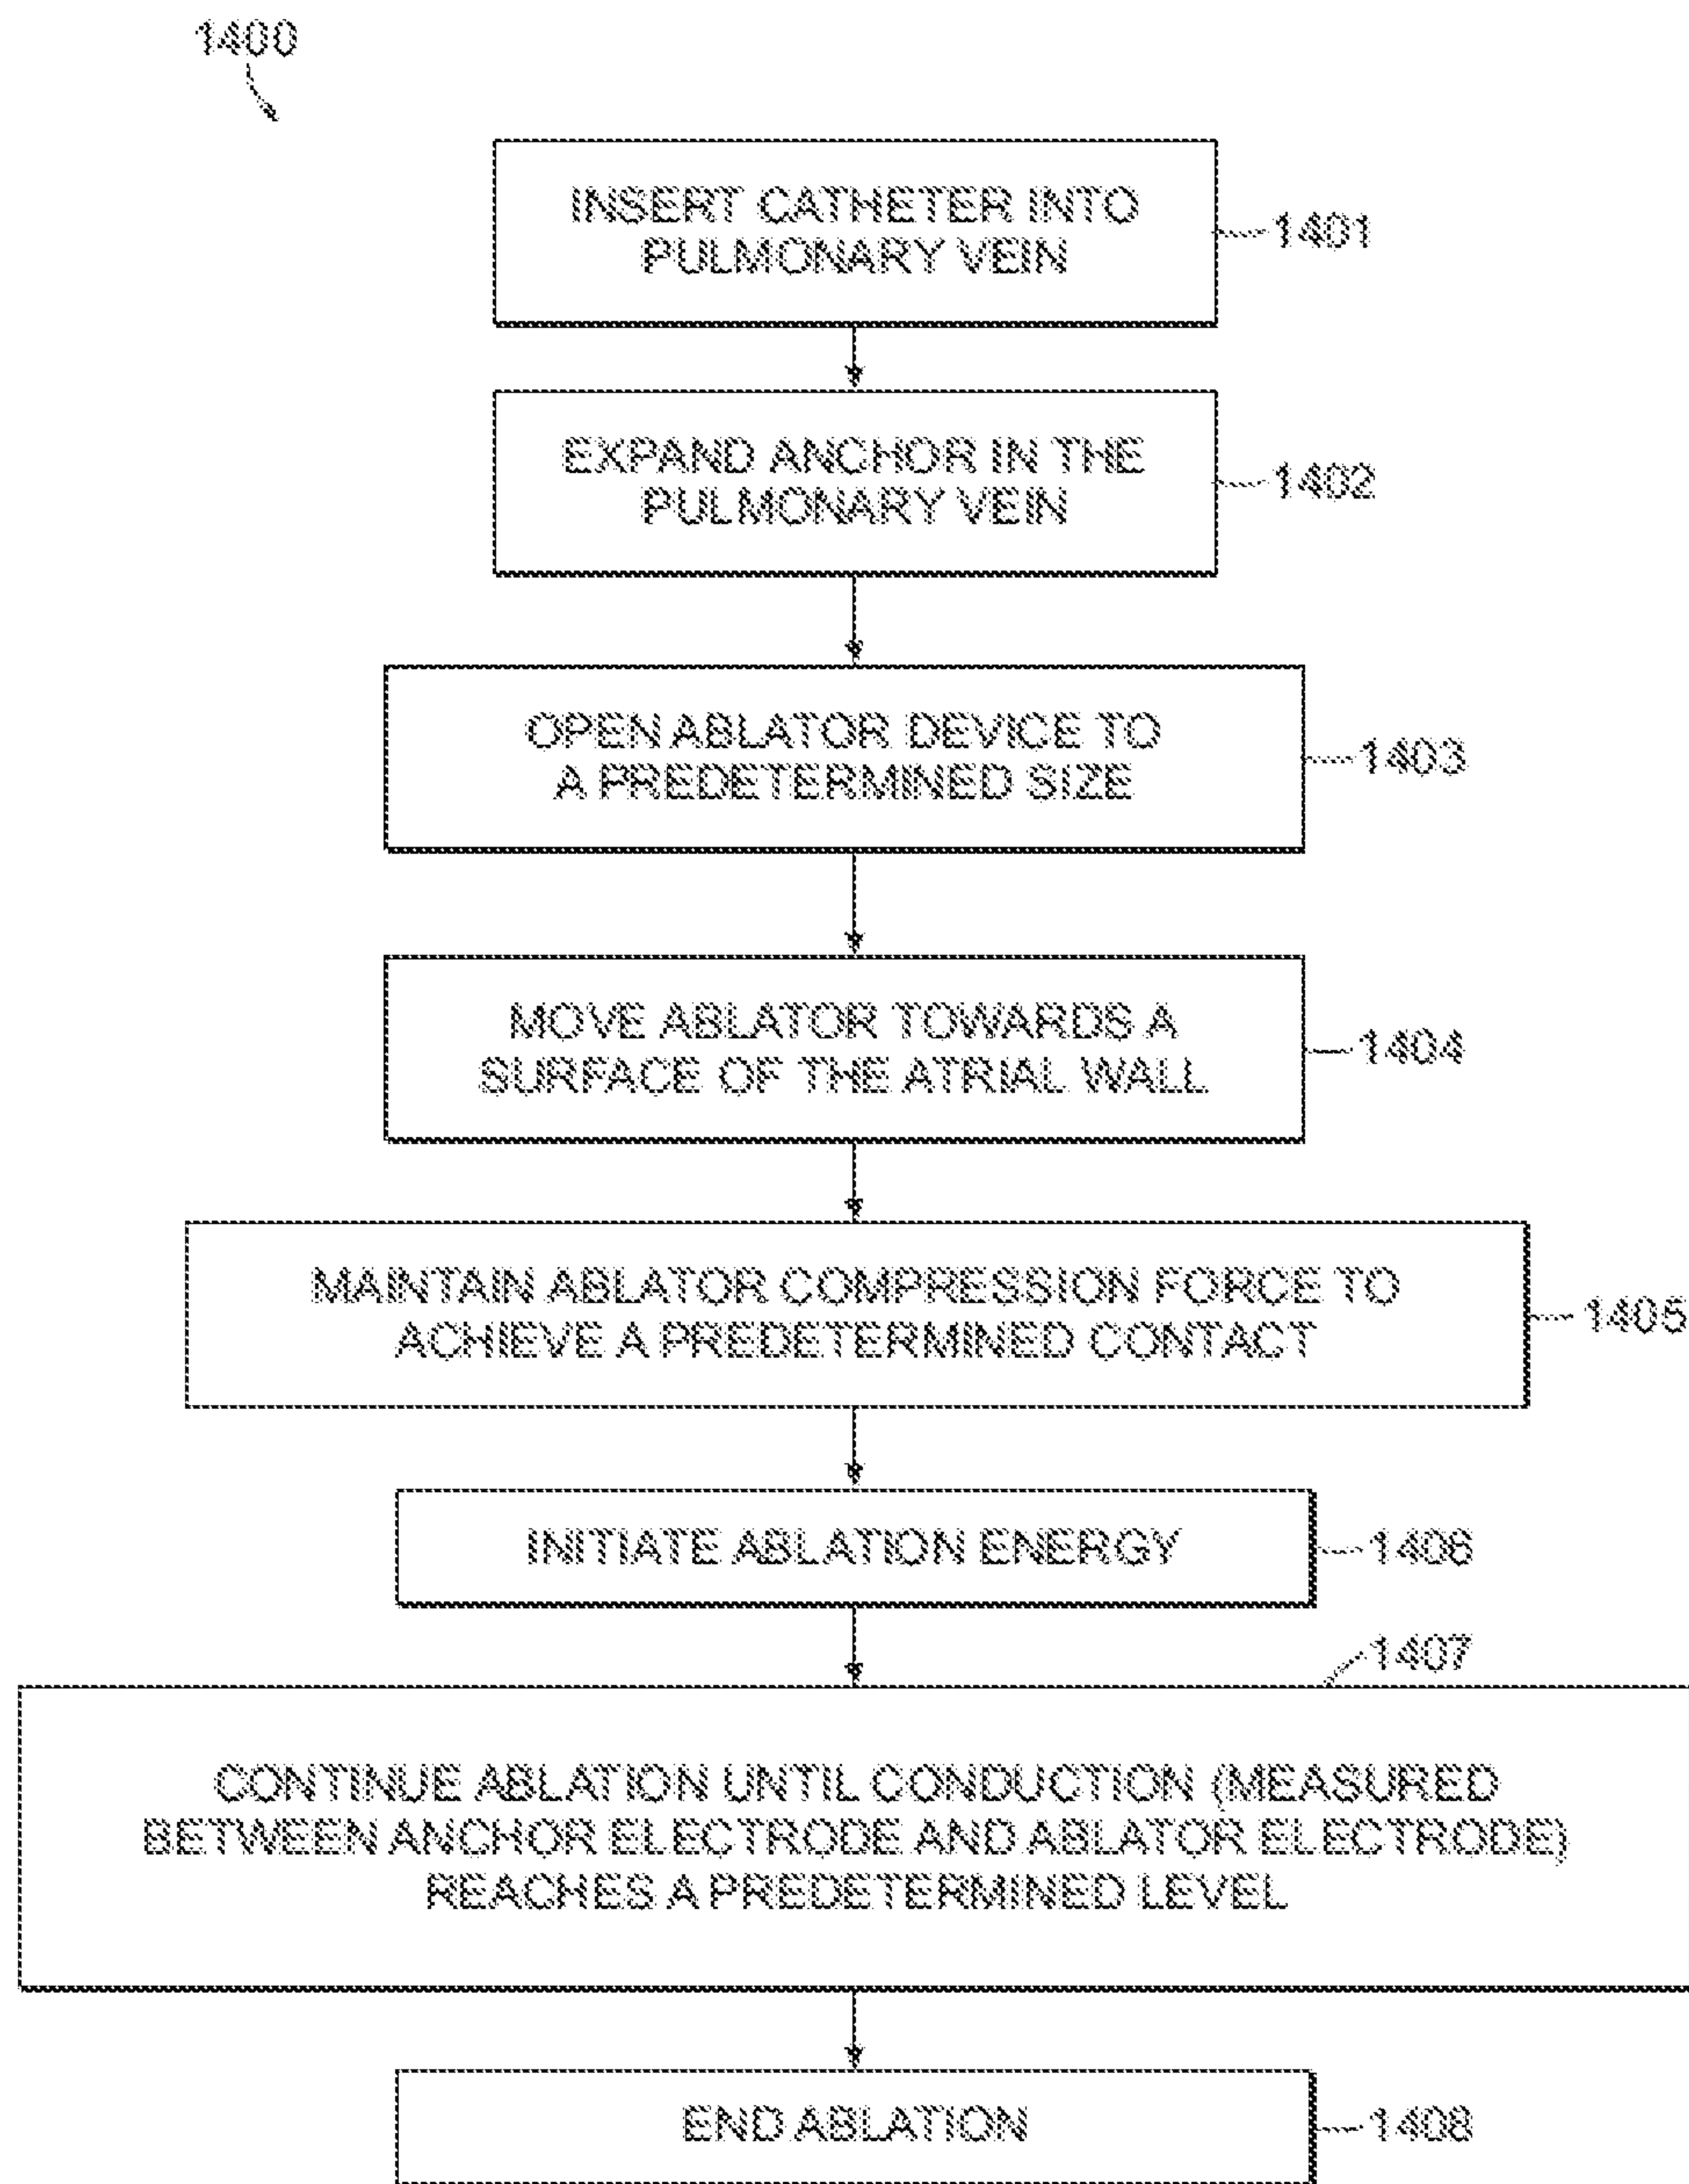 1400
INSERT CATHETER INTO
PULMONARY VEIN
1401
EXPAND ANCHOR IN THE
PULMONARY VEIN
1402
OPEN ABLATOR DEVICE TO
A PREDETERMINED SIZE
1403
MOVE ABLATOR TOWARDS A
SURFACE OF THE ATRIAL WALL
1404
MAINTAIN ABLATOR COMPRESSION FORCE TO
ACHIEVE A PREDETERMINED CONTACT
1405
INITIATE ABLATION ENERGY
1406
1407
CONTINUE ABLATION UNTIL CONDUCTION (MEASURED
BETWEEN ANCHOR ELECTRODE AND ABLATOR ELECTRODE)
REACHES A PREDETERMINED LEVEL
END ABLATION
1408